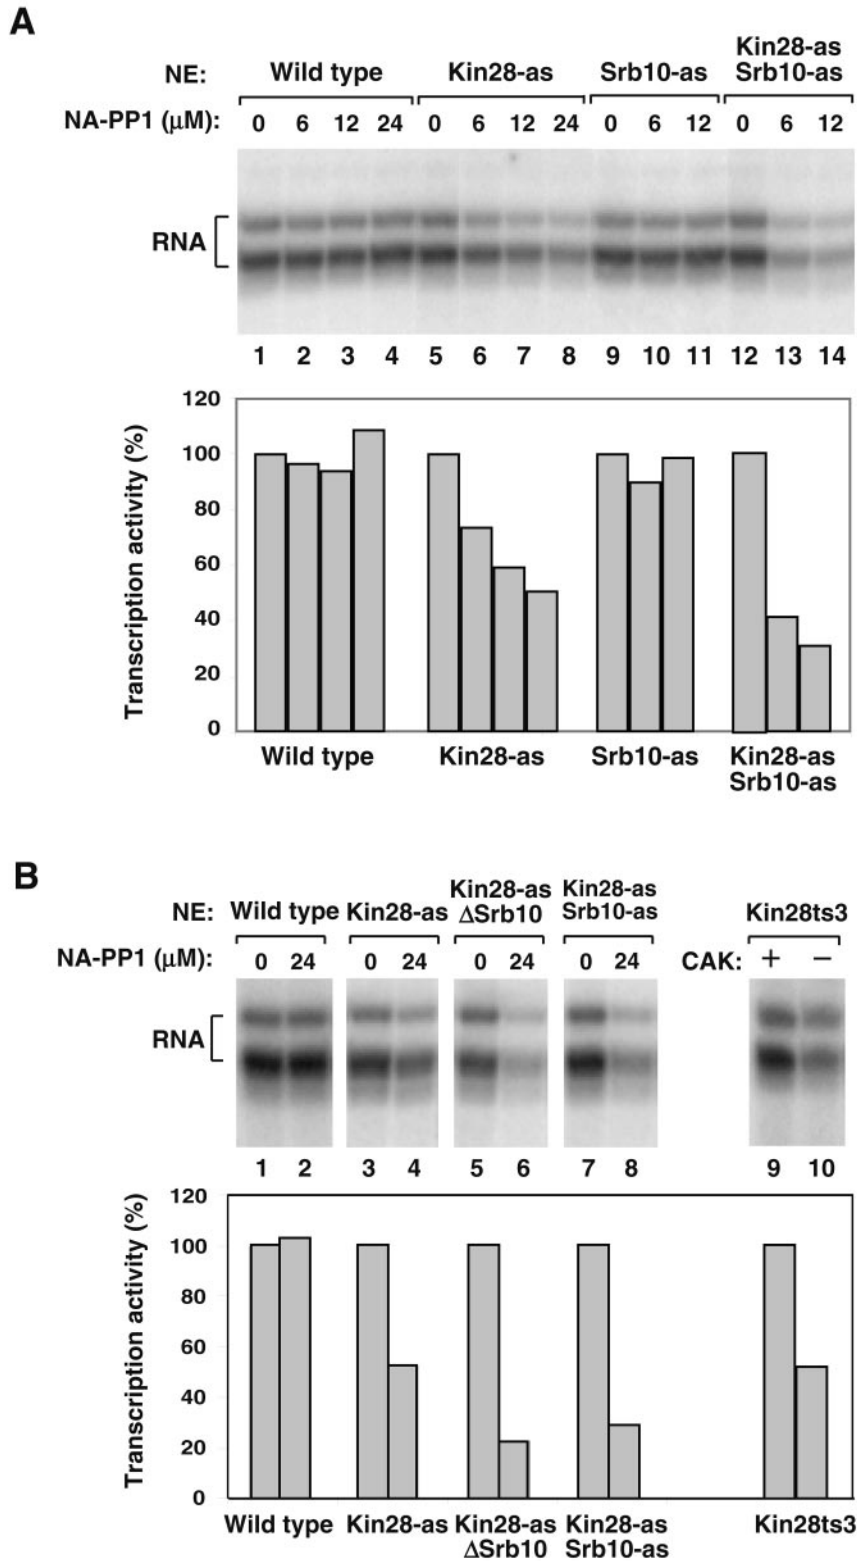 A
Kin28-as
NE: Wild type Kin28-as Srb10-as Srb10-as
NA-PP1 (μM): 0 6 12 24 0 6 12 24 0 6 12 0 6 12
RNA
1 2 3 4 5 6 7 8 9 10 11 12 13 14
120
100
80
60
40
20
0
Transcription activity (%)
Wild type Kin28-as Srb10-as Kin28-as
Srb10-as
B
Kin28-as Kin28-as
NE: Wild type Kin28-as ΔSrb10 Srb10-as Kin28ts3
NA-PP1 (μM): 0 24 0 24 0 24 0 24 CAK: + −
RNA
1 2 3 4 5 6 7 8 9 10
120
100
80
60
40
20
0
Transcription activity (%)
Wild type Kin28-as Kin28-as Kin28-as Kin28ts3
ΔSrb10 Srb10-as